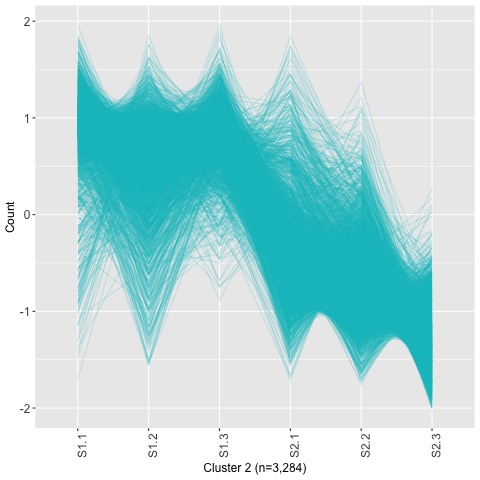 2
1
0
-1
-2
Count
S1.1
S1.2
S1.3
S2.1
S2.2
S2.3
Cluster 2 (n=3,284)